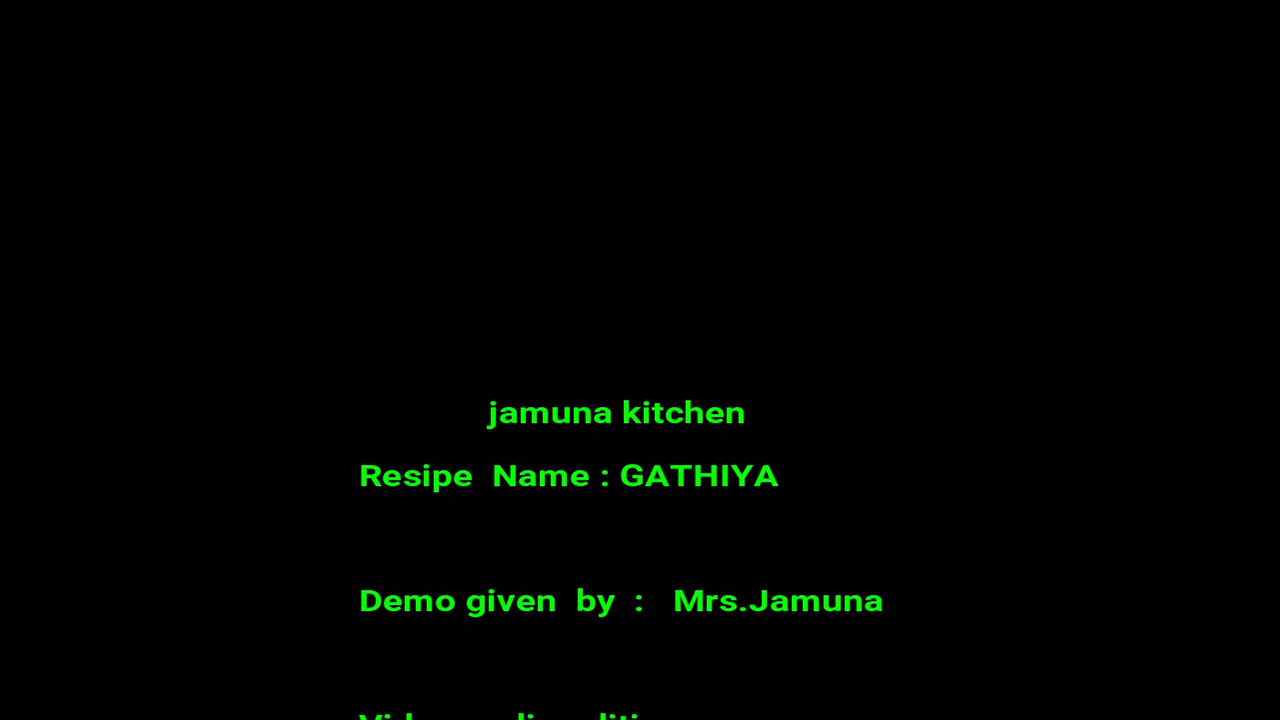 jamuna kitchen
Resipe Name : GATHIYA
Demo given by : Mrs.Jamuna